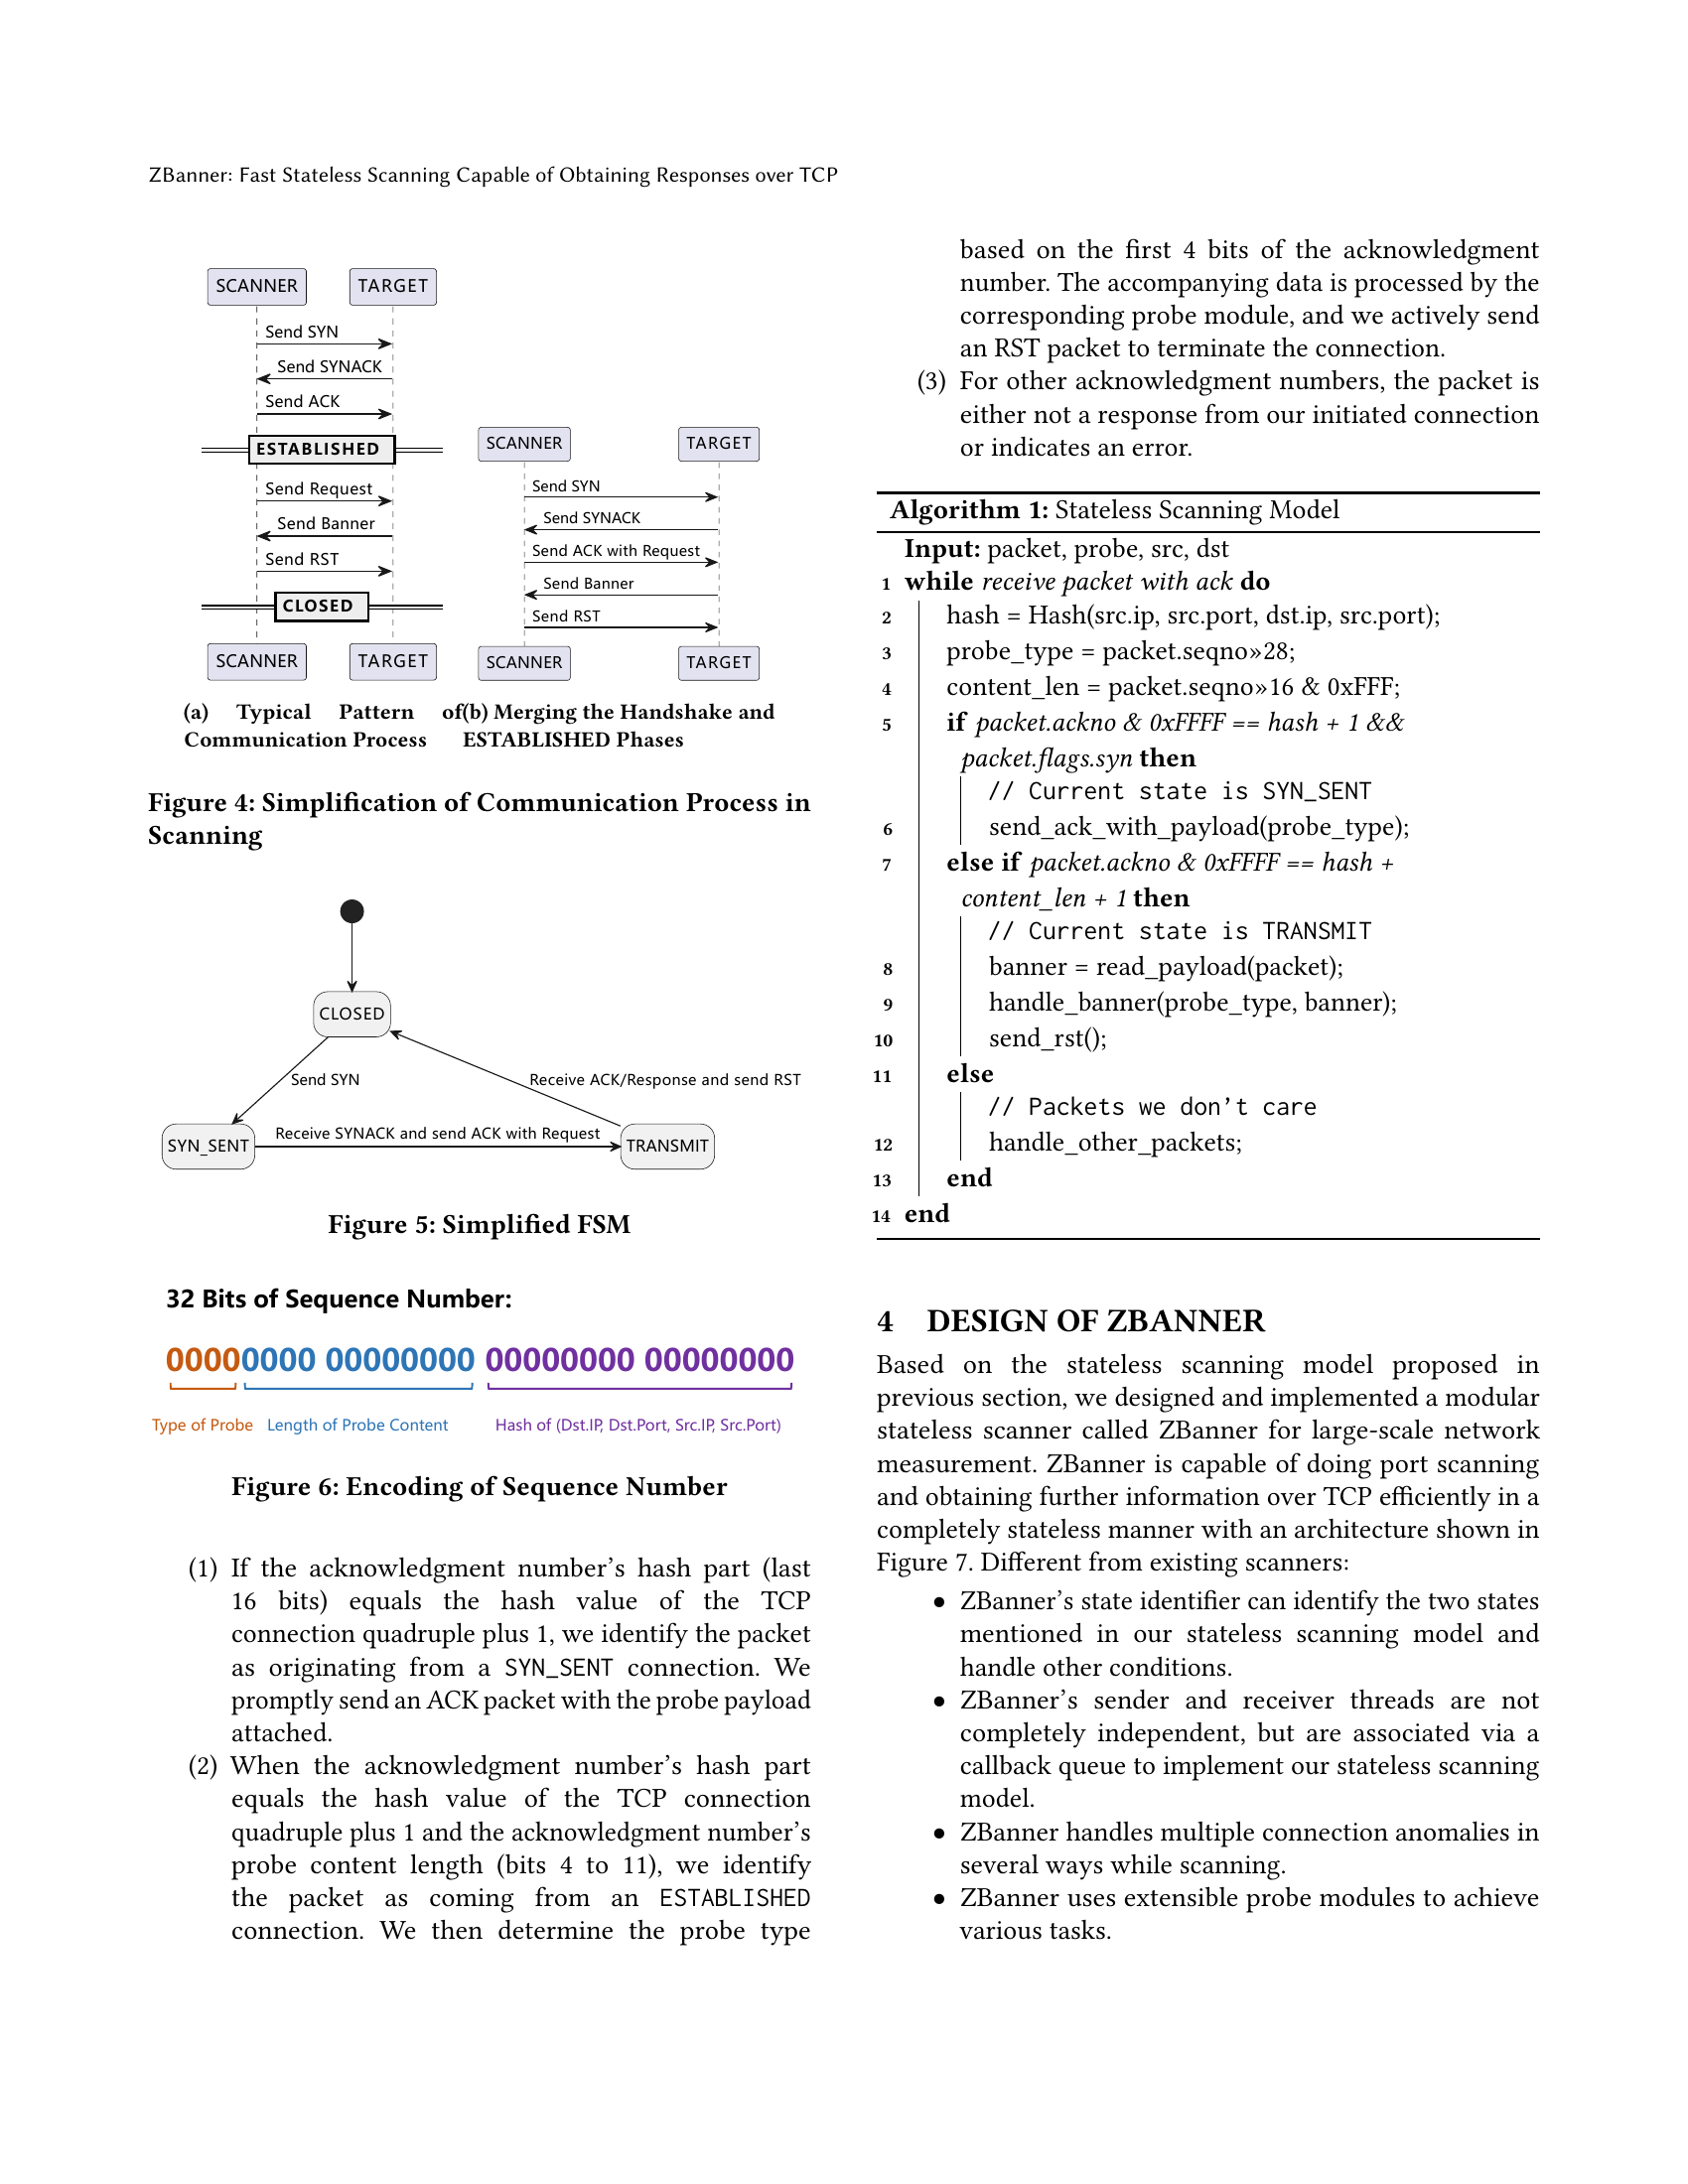 ZBanner: Fast Stateless Scanning Capable of Obtaining Responses over TCP
SCANNER
TARGET
Send SYN
Send SYNACK
Send ACK
ESTABLISHED
Send Request
Send Banner
Send RST
CLOSED
SCANNER
TARGET
(a) Typical Pattern of
Communication Process
SCANNER
TARGET
Send SYN
Send SYNACK
Send ACK with Request
Send Banner
Send RST
SCANNER
TARGET
(b) Merging the Handshake and
ESTABLISHED Phases
Figure 4: Simplification of Communication Process in
Scanning
CLOSED
Send SYN
Receive ACK/Response and send RST
SYN_SENT
Receive SYNACK and send ACK with Request
TRANSMIT
Figure 5: Simplified FSM
32 Bits of Sequence Number:
00000000 00000000 00000000 00000000
Type of Probe Length of Probe Content Hash of (Dst.IP, Dst.Port, Src.IP, Src.Port)
Figure 6: Encoding of Sequence Number
(1) If the acknowledgment number's hash part (last
16 bits) equals the hash value of the TCP
connection quadruple plus 1, we identify the packet
as originating from a SYN_SENT connection. We
promptly send an ACK packet with the probe payload
attached.
(2) When the acknowledgment number's hash part
equals the hash value of the TCP connection
quadruple plus 1 and the acknowledgment number's
probe content length (bits 4 to 11), we identify
the packet as coming from an ESTABLISHED
connection. We then determine the probe type
based on the first 4 bits of the acknowledgment
number. The accompanying data is processed by the
corresponding probe module, and we actively send
an RST packet to terminate the connection.
(3) For other acknowledgment numbers, the packet is
either not a response from our initiated connection
or indicates an error.
Algorithm 1: Stateless Scanning Model
Input: packet, probe, src, dst
1 while receive packet with ack do
2 hash = Hash(src.ip, src.port, dst.ip, src.port);
3 probe_type = packet.seqno»28;
4 content_len = packet.seqno»16 & 0xFFF;
5 if packet.ackno & 0xFFFF == hash + 1 &&
packet.flags.syn then
// Current state is SYN_SENT
6 send_ack_with_payload(probe_type);
7 else if packet.ackno & 0xFFFF == hash +
content_len + 1 then
// Current state is TRANSMIT
8 banner = read_payload(packet);
9 handle_banner(probe_type, banner);
10 send_rst();
11 else
// Packets we don't care
12 handle_other_packets;
13 end
14 end
4 DESIGN OF ZBANNER
Based on the stateless scanning model proposed in
previous section, we designed and implemented a modular
stateless scanner called ZBanner for large-scale network
measurement. ZBanner is capable of doing port scanning
and obtaining further information over TCP efficiently in a
completely stateless manner with an architecture shown in
Figure 7. Different from existing scanners:
• ZBanner's state identifier can identify the two states
mentioned in our stateless scanning model and
handle other conditions.
• ZBanner's sender and receiver threads are not
completely independent, but are associated via a
callback queue to implement our stateless scanning
model.
• ZBanner handles multiple connection anomalies in
several ways while scanning.
• ZBanner uses extensible probe modules to achieve
various tasks.